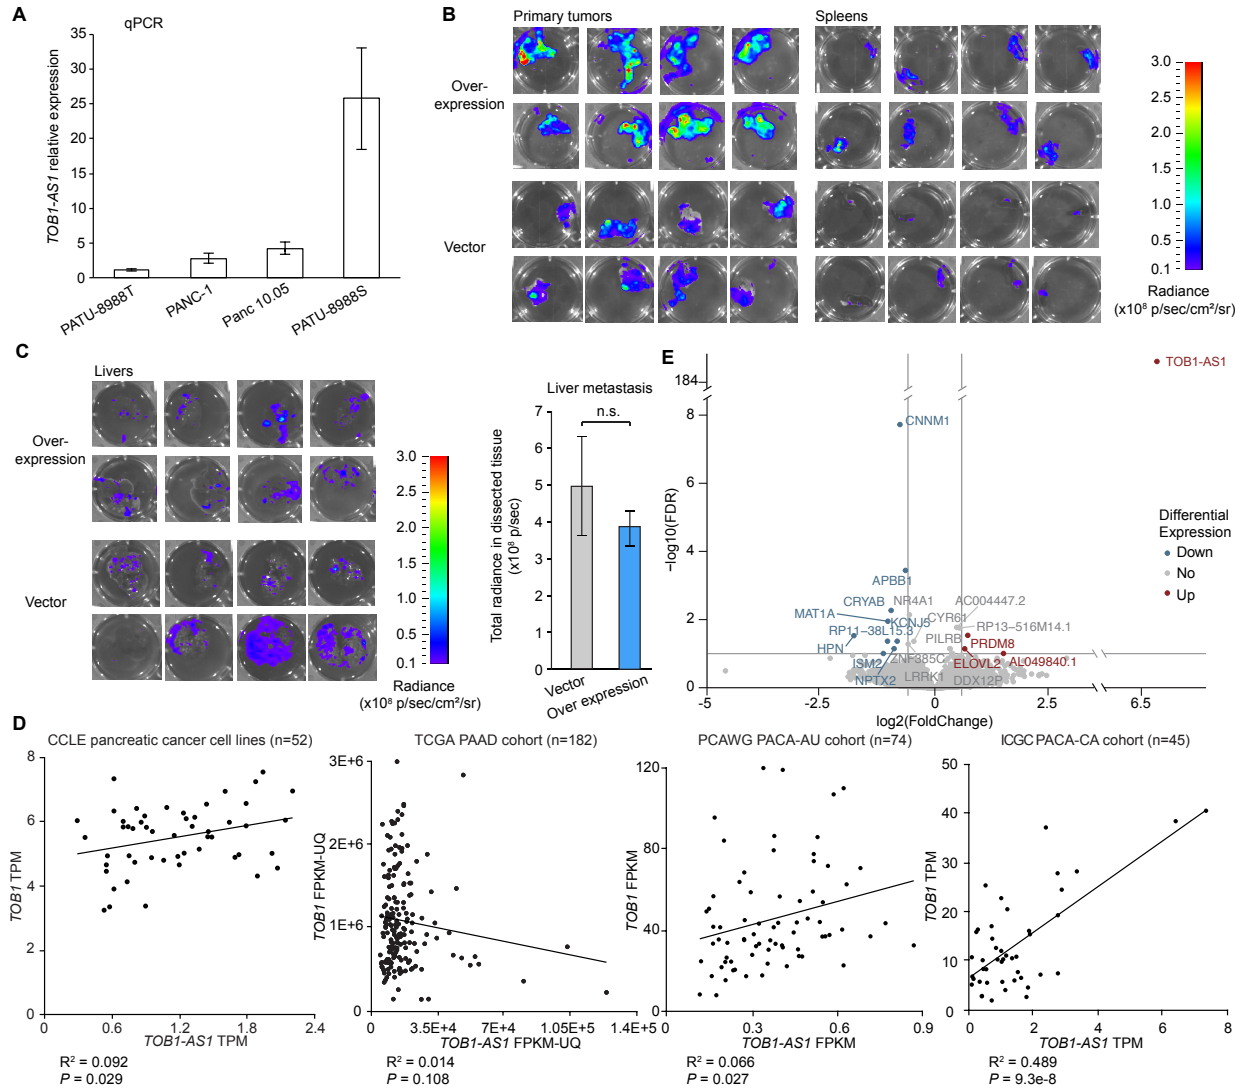 A
qPCR
TOB1-AS1 relative expression
35
30
25
20
15
10
5
0
PATU-8988T
PANC-1
Panc 10.05
PATU-8988S
B
Primary tumors
Spleens
Over-
expression
Vector
3.0
2.5
2.0
1.5
1.0
0.5
0.1
Radiance
(x10⁸ p/sec/cm²/sr)
C
Livers
Over-
expression
Vector
3.0
2.5
2.0
1.5
1.0
0.5
0.1
Radiance
(x10⁸ p/sec/cm²/sr)
Liver metastasis
n.s.
Total radiance in dissected tissue
(x10⁸ p/sec)
7
6
5
4
3
2
1
0
Vector
Over expression
E
184
8
6
4
2
0
−log10(FDR)
TOB1-AS1
CNNM1
APBB1
CRYAB
NR4A1
AC004447.2
MAT1A
KCNJ5
CYR61
RP13−516M14.1
RP11−38L15.3
PILRB
PRDM8
HPN
ISM2
ZNF385C
ELOVL2
AL049840.1
NPTX2
LRRK1
DDX12P
-5
-2.5
0
2.5
6.5
log2(FoldChange)
Differential
Expression
Down
No
Up
D
CCLE pancreatic cancer cell lines (n=52)
TOB1 TPM
8
6
4
2
0
0
0.6
1.2
1.8
2.4
TOB1-AS1 TPM
R² = 0.092
P = 0.029
TCGA PAAD cohort (n=182)
TOB1 FPKM-UQ
3E+6
2E+6
1E+6
0
0
3.5E+4
7E+4
1.05E+5
1.4E+5
TOB1-AS1 FPKM-UQ
R² = 0.014
P = 0.108
PCAWG PACA-AU cohort (n=74)
TOB1 FPKM
120
80
40
0
0
0.3
0.6
0.9
TOB1-AS1 FPKM
R² = 0.066
P = 0.027
ICGC PACA-CA cohort (n=45)
TOB1 TPM
50
40
30
20
10
0
0
2
4
6
8
TOB1-AS1 TPM
R² = 0.489
P = 9.3e-8